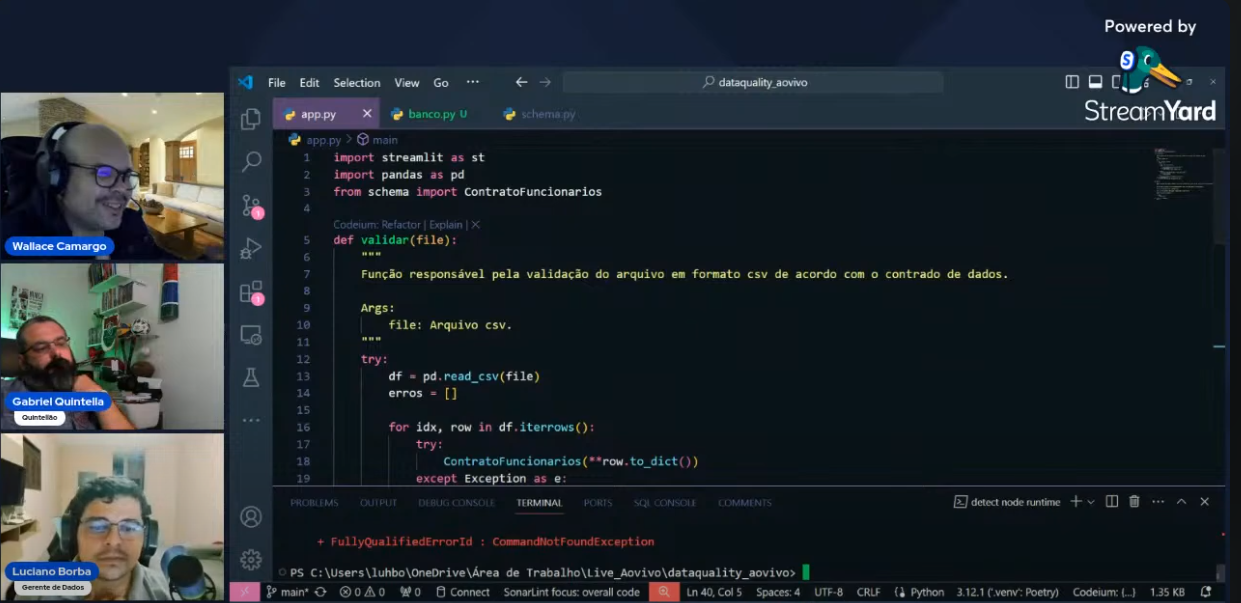 Powered by
StreamYard
File Edit Selection View Go ··· dataquality_aovivo
app.py banco.py U schema.py
app.py > main
1 import streamlit as st
2 import pandas as pd
3 from schema import ContratoFuncionarios
4
Codeium: Refactor | Explain | X
5 def validar(file):
6 """
7 Função responsável pela validação do arquivo em formato csv de acordo com o contrado de dados.
8
9 Args:
10 file: Arquivo csv.
11 """
12 try:
13 df = pd.read_csv(file)
14 erros = []
15
16 for idx, row in df.iterrows():
17 try:
18 ContratoFuncionarios(**row.to_dict())
19 except Exception as e:
Wallace Camargo
Gabriel Quintella
Quintellão
Luciano Borba
Gerente de Dados
1
1
PROBLEMS OUTPUT DEBUG CONSOLE TERMINAL PORTS SQL CONSOLE COMMENTS detect node runtime
+ FullyQualifiedErrorId : CommandNotFoundException
PS C:\Users\luhbo\OneDrive\Área de Trabalho\Live_Aovivo\dataquality_aovivo>
main* 0 0 0 Connect SonarLint focus: overall code Ln 40, Col 5 Spaces: 4 UTF-8 CRLF Python 3.12.1 ('.venv': Poetry) Codeium: {...} 1.35 KB